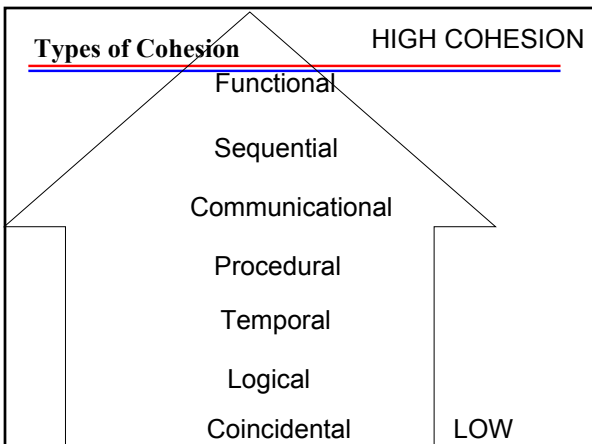 Types of Cohesion
HIGH COHESION
Functional
Sequential
Communicational
Procedural
Temporal
Logical
Coincidental
LOW